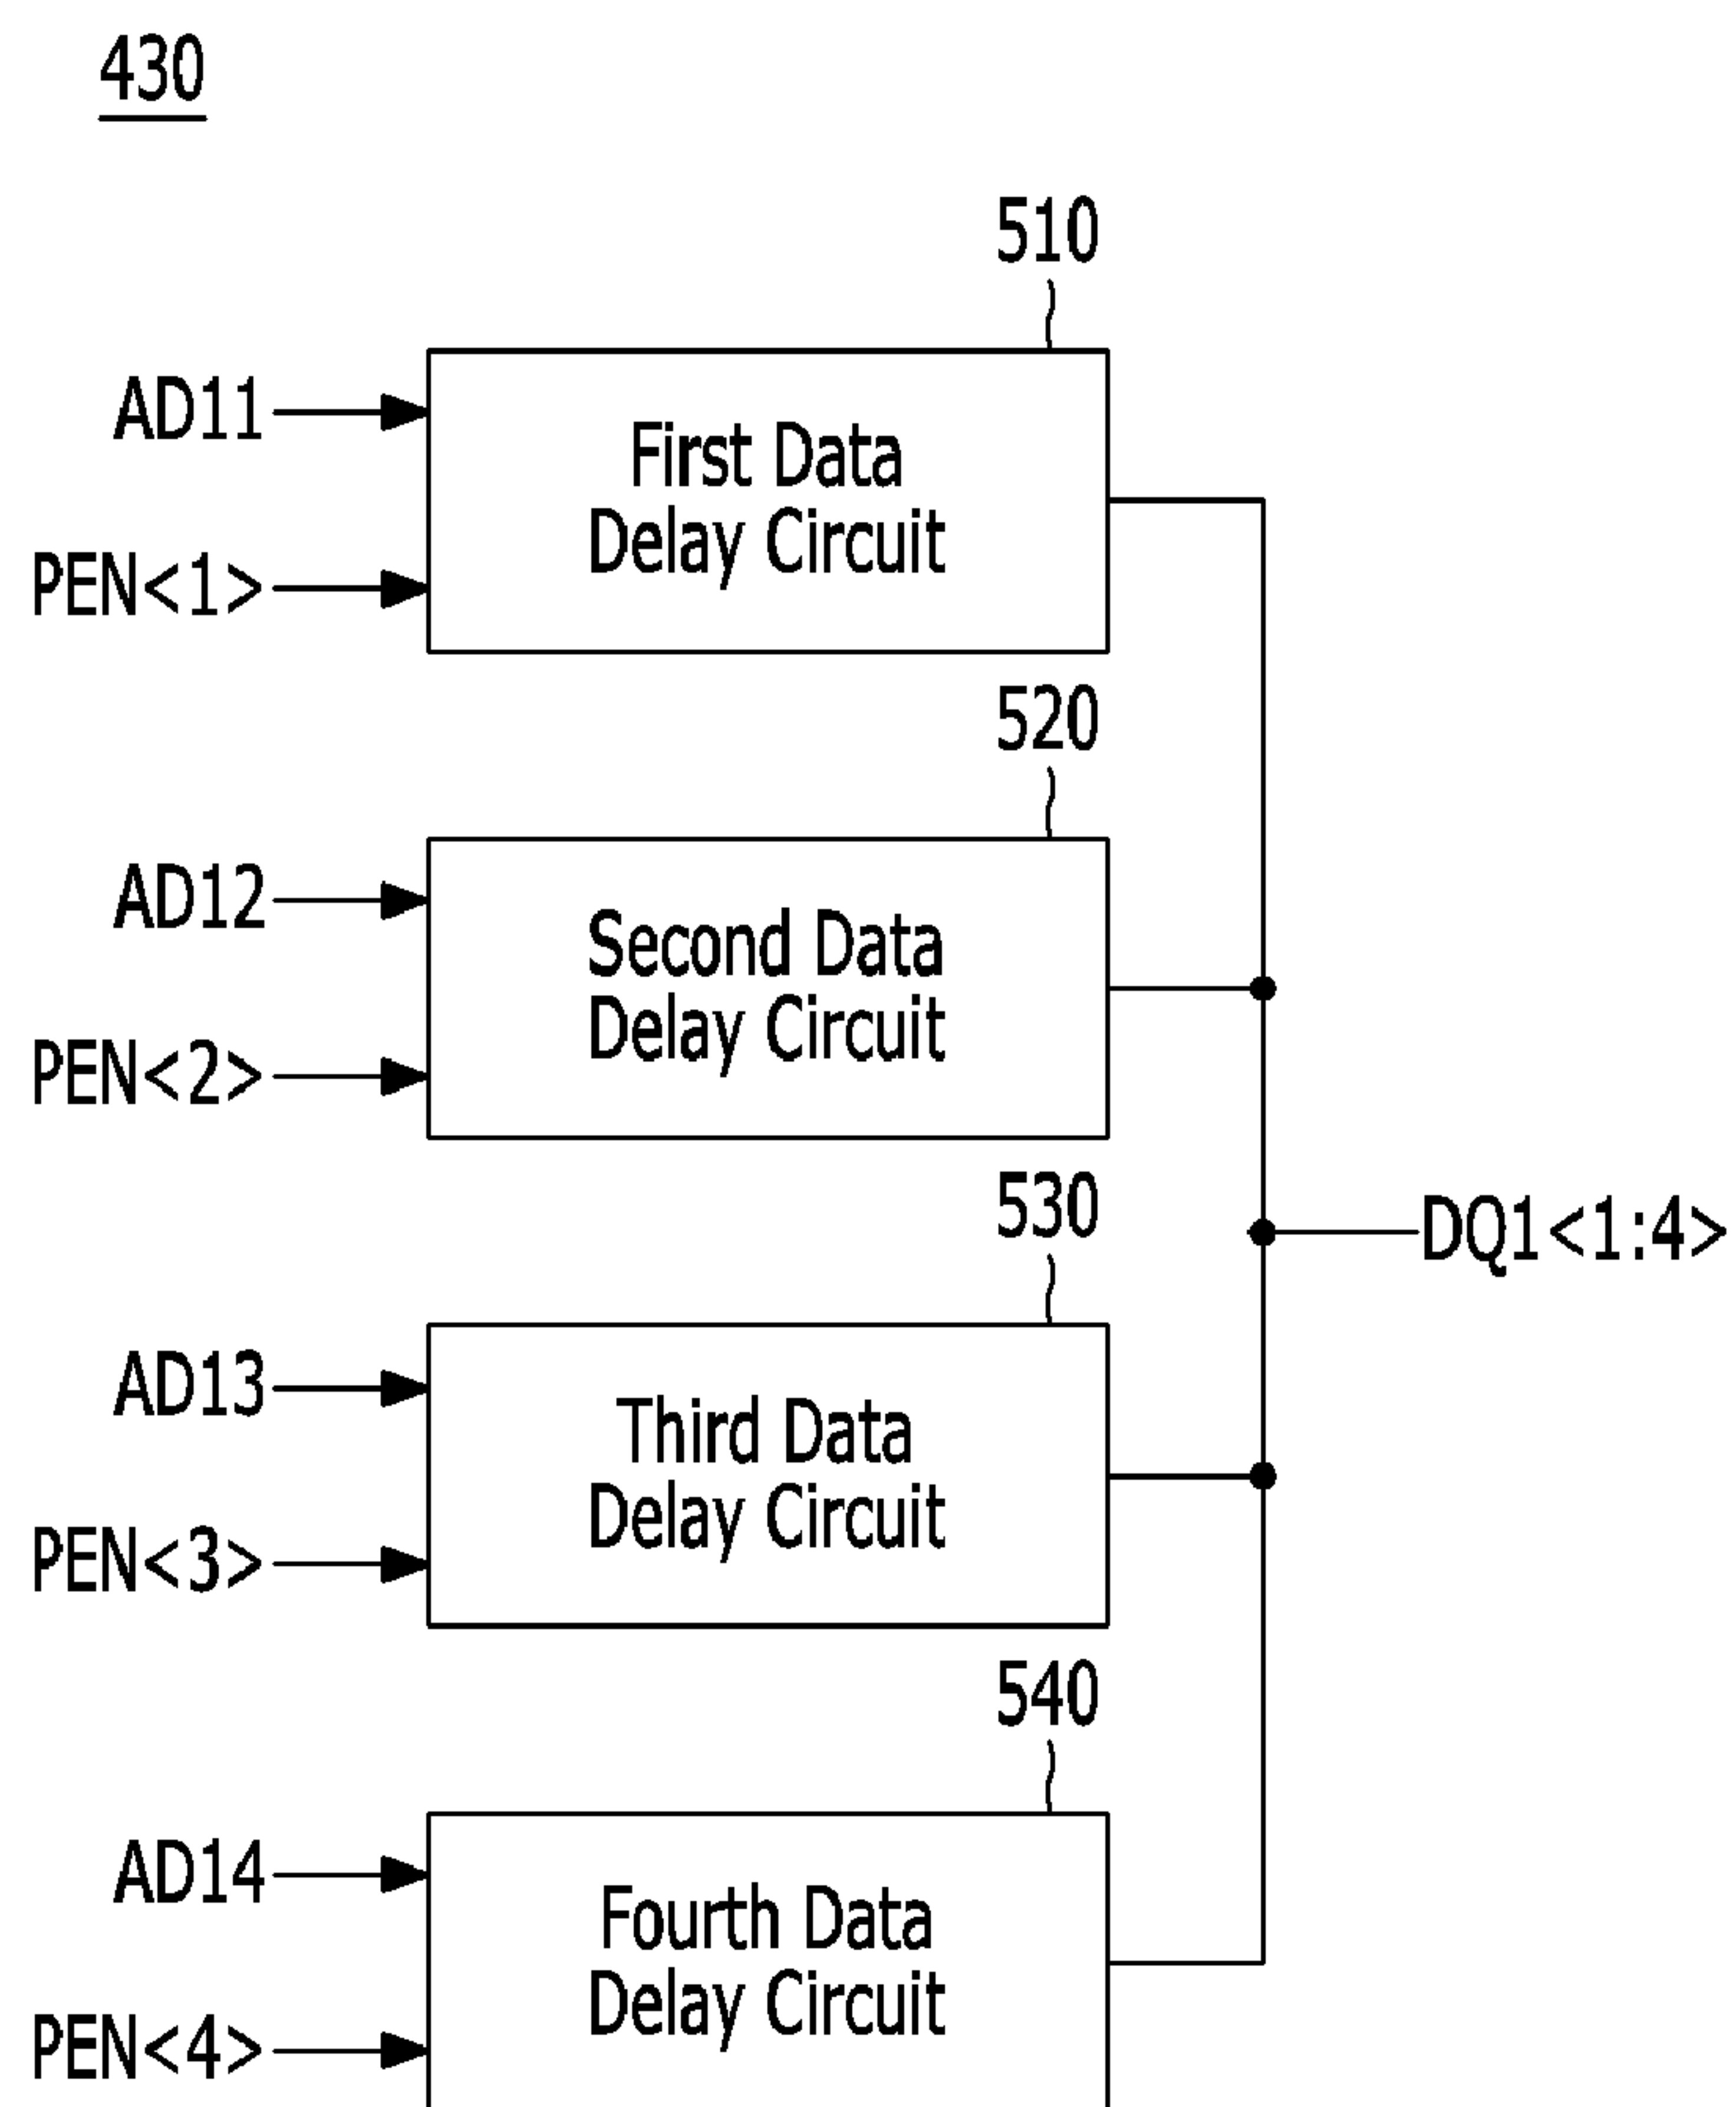 430
510
AD11
First Data
Delay Circuit
PEN<1>
520
AD12
Second Data
Delay Circuit
PEN<2>
530
DQ1<1:4>
AD13
Third Data
Delay Circuit
PEN<3>
540
AD14
Fourth Data
Delay Circuit
PEN<4>